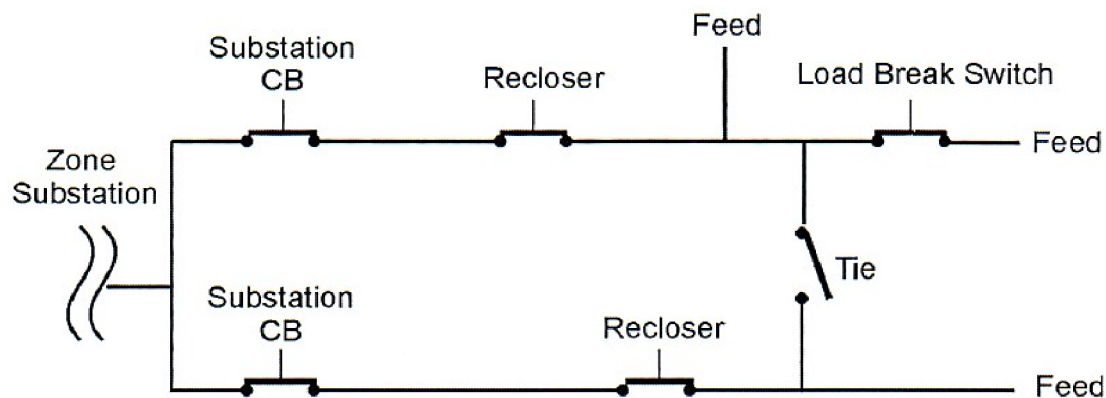 Feed
Substation
CB
Recloser
Load Break Switch
Feed
Zone
Substation
Tie
Substation
CB
Recloser
Feed